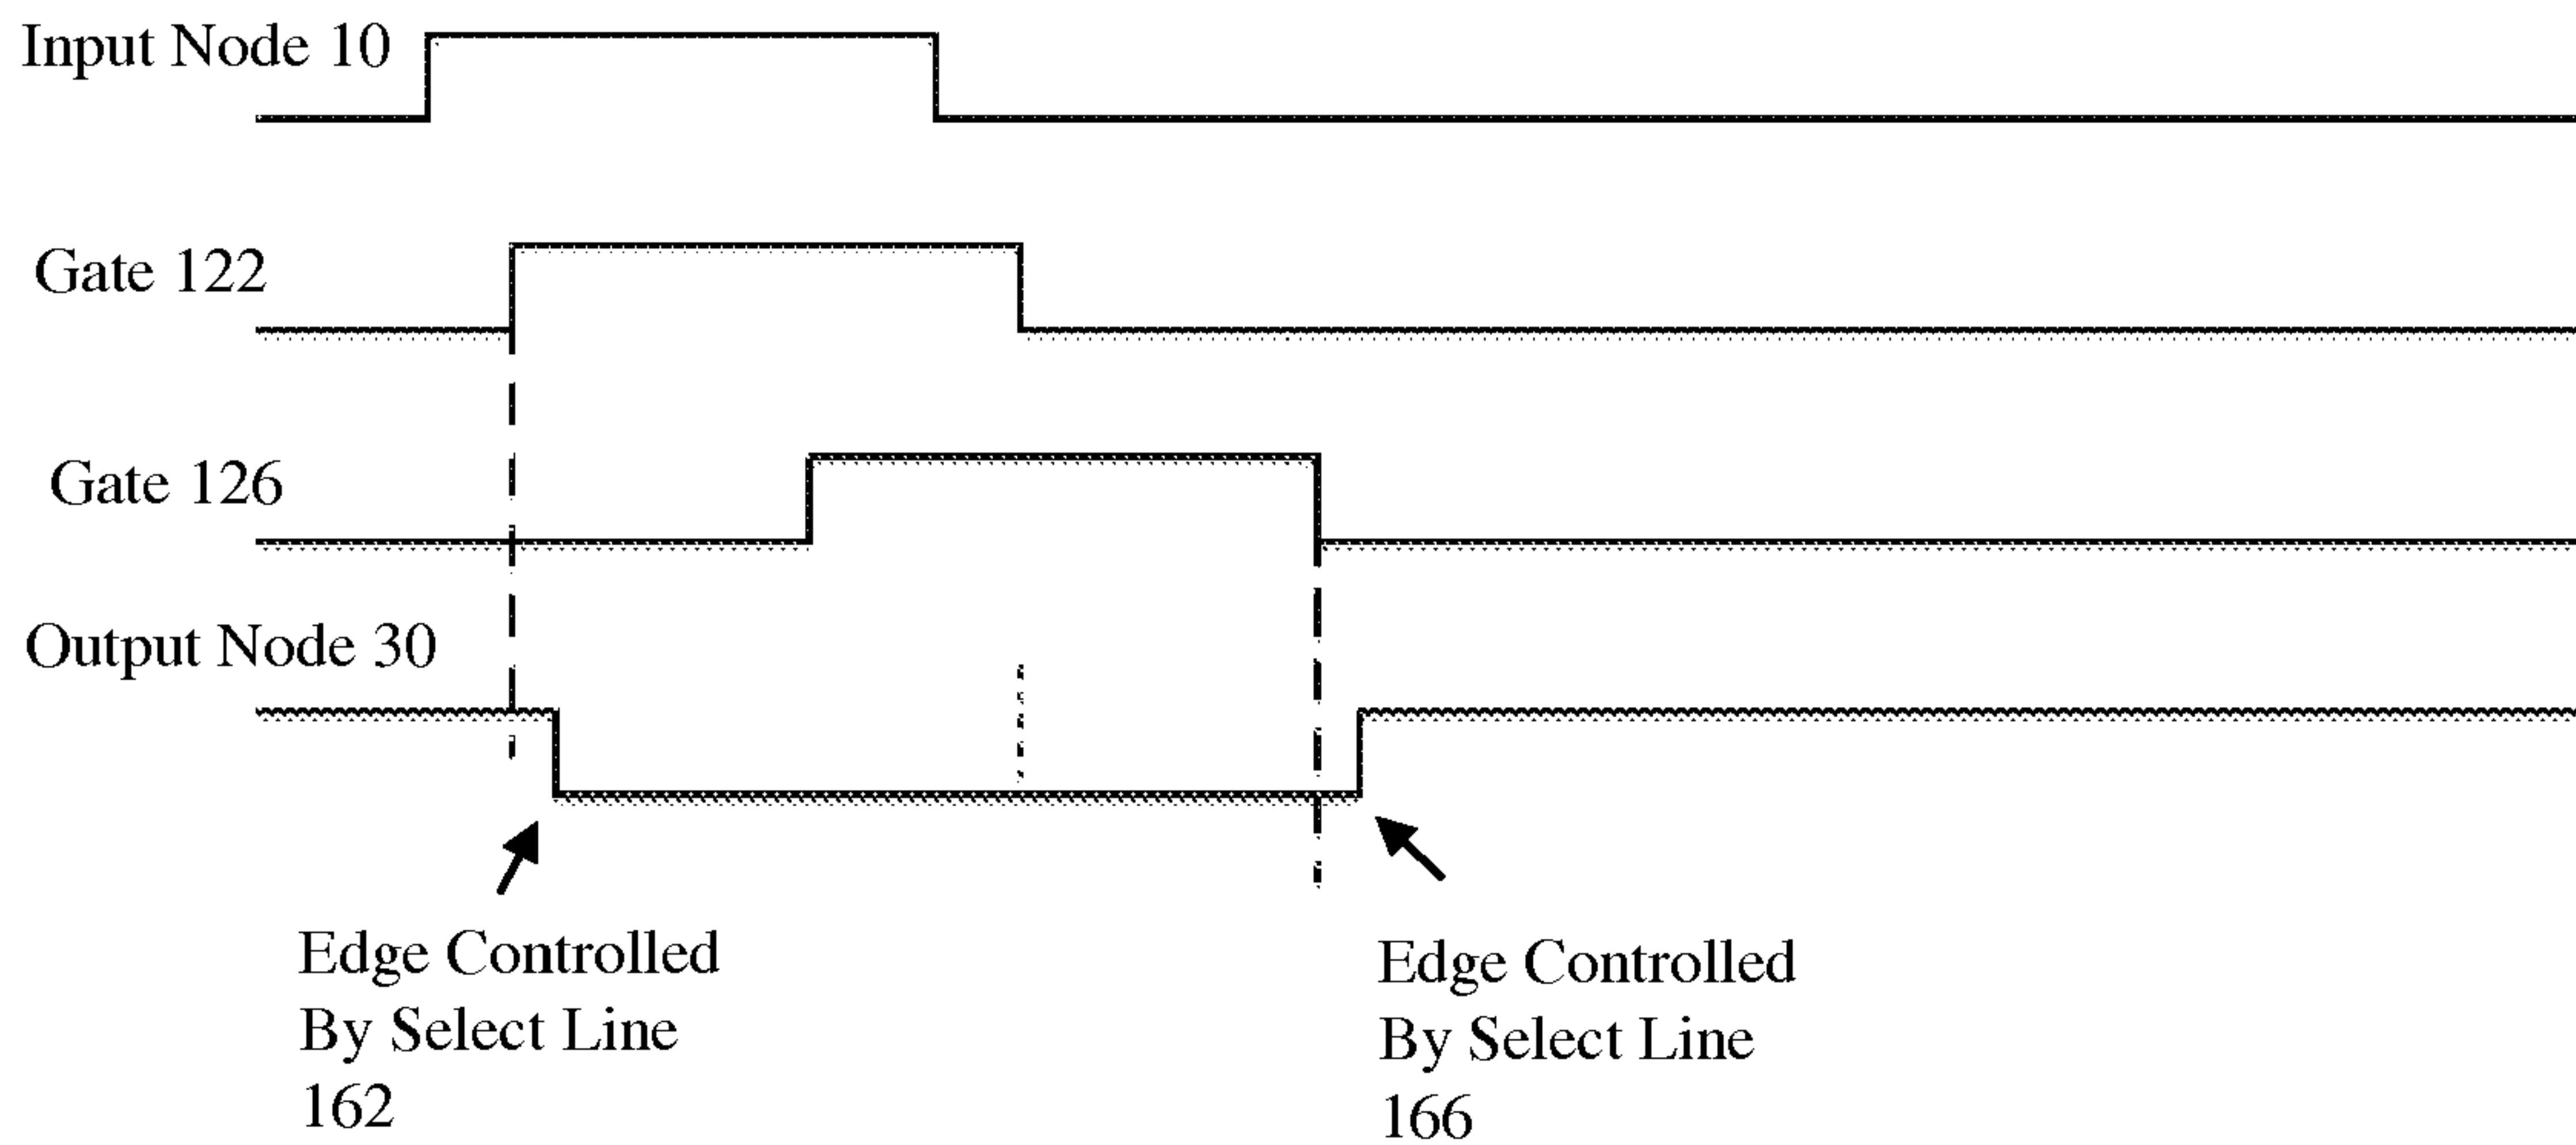 Input Node 10
Gate 122
Gate 126
Output Node 30
Edge Controlled
By Select Line
162
Edge Controlled
By Select Line
166